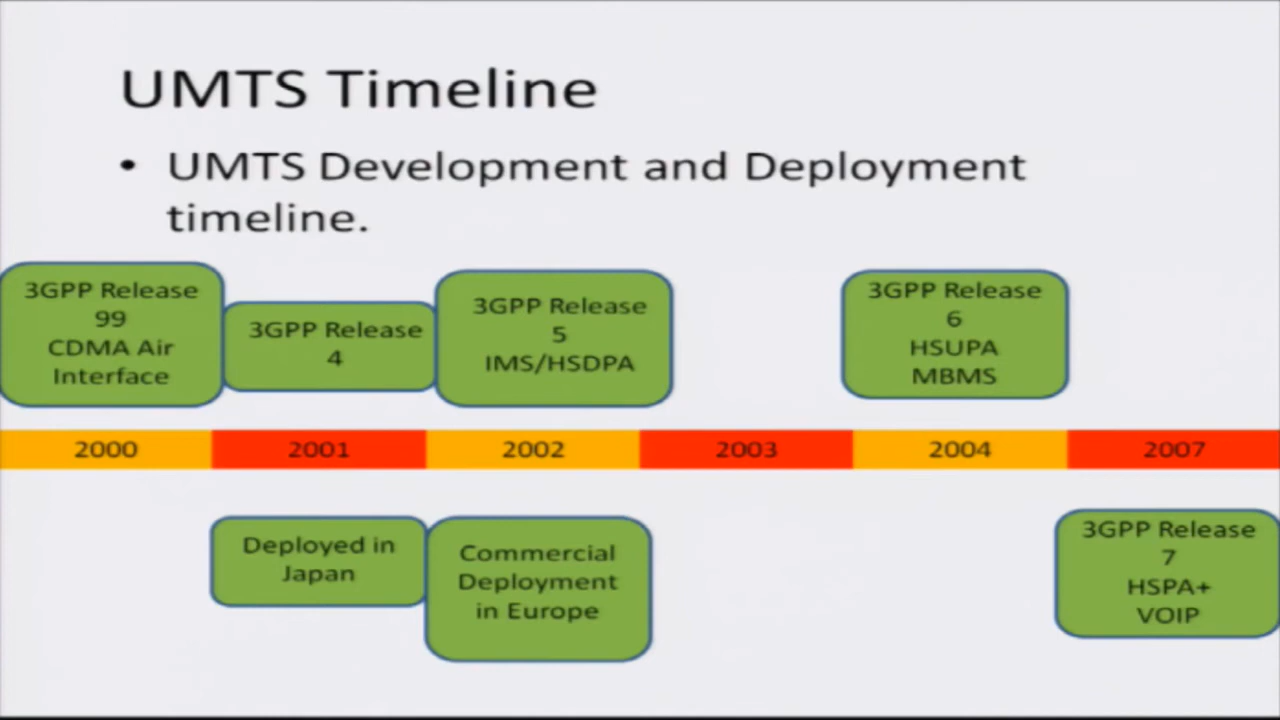 UMTS Timeline
• UMTS Development and Deployment
timeline.
3GPP Release
99
CDMA Air
Interface
3GPP Release
4
3GPP Release
5
IMS/HSDPA
3GPP Release
6
HSUPA
MBMS
2000 2001 2002 2003 2004 2007
Deployed in
Japan
Commercial
Deployment
in Europe
3GPP Release
7
HSPA+
VOIP